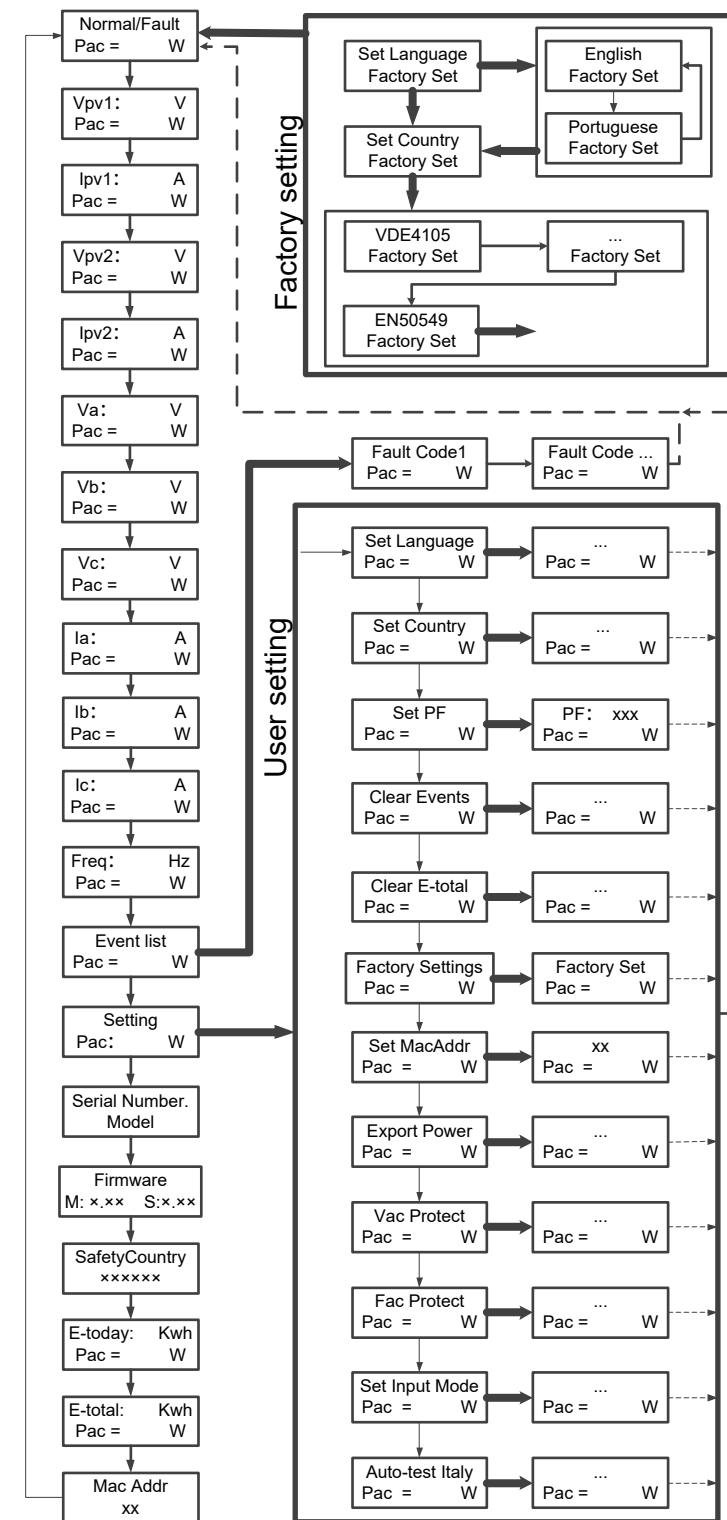 Normal/Fault
Pac = W
Vpv1: V
Pac = W
Ipv1: A
Pac = W
Vpv2: V
Pac = W
Ipv2: A
Pac = W
Va: V
Pac = W
Vb: V
Pac = W
Vc: V
Pac = W
Ia: A
Pac = W
Ib: A
Pac = W
Ic: A
Pac = W
Freq: Hz
Pac = W
Event list
Pac = W
Setting
Pac: W
Serial Number.
Model
Firmware
M: ×.×× S:×.××
SafetyCountry
××××××
E-today: Kwh
Pac = W
E-total: Kwh
Pac = W
Mac Addr
xx
Factory setting
Set Language
Factory Set
English
Factory Set
Portuguese
Factory Set
Set Country
Factory Set
VDE4105
Factory Set
...
Factory Set
EN50549
Factory Set
Fault Code1
Pac = W
Fault Code ...
Pac = W
User setting
Set Language
Pac = W
...
Pac = W
Set Country
Pac = W
...
Pac = W
Set PF
Pac = W
PF: xxx
Pac = W
Clear Events
Pac = W
...
Pac = W
Clear E-total
Pac = W
...
Pac = W
Factory Settings
Pac = W
Factory Set
Pac = W
Set MacAddr
Pac = W
xx
Pac = W
Export Power
Pac = W
...
Pac = W
Vac Protect
Pac = W
...
Pac = W
Fac Protect
Pac = W
...
Pac = W
Set Input Mode
Pac = W
...
Pac = W
Auto-test Italy
Pac = W
...
Pac = W